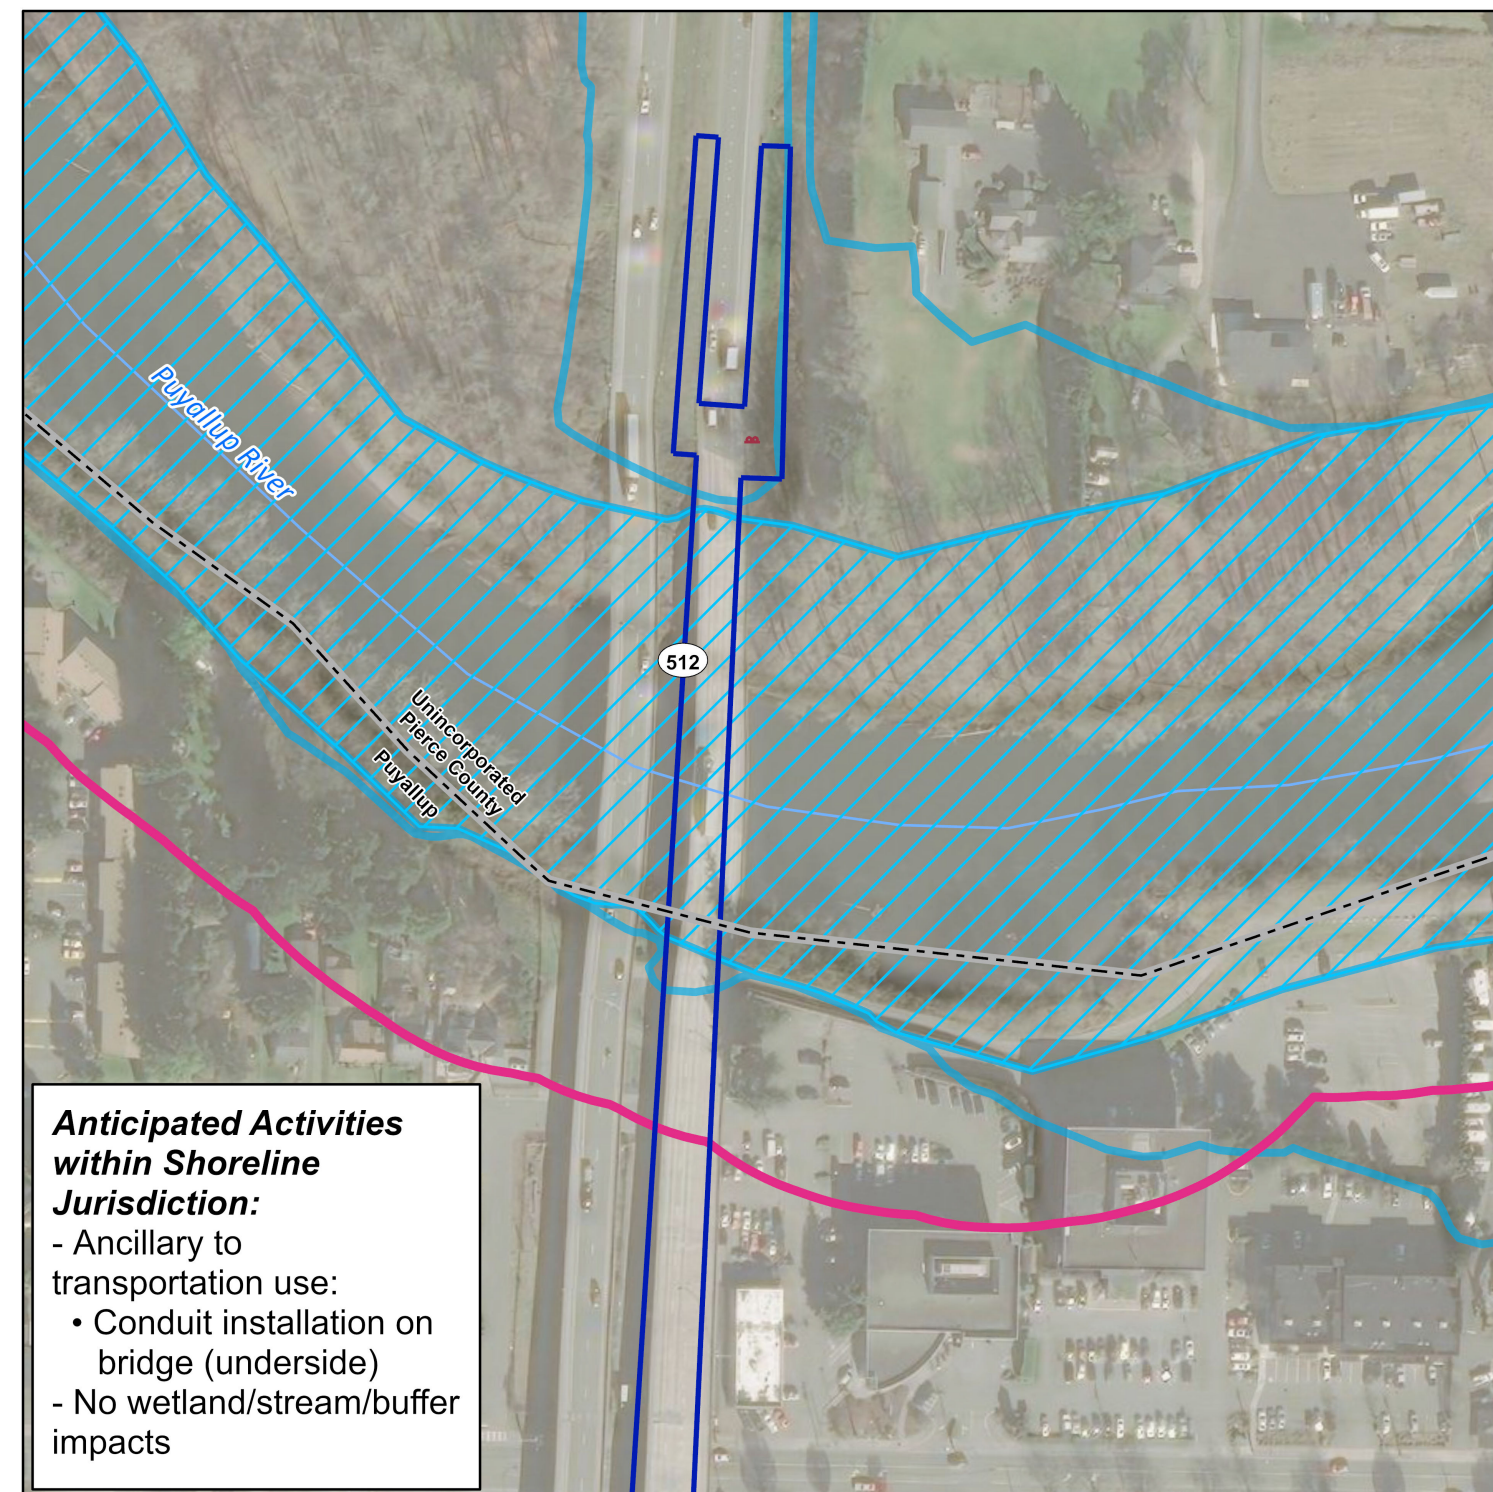 Puyallup River
512
Unincorporated
Pierce County
Puyallup
Anticipated Activities
within Shoreline
Jurisdiction:
- Ancillary to
transportation use:
• Conduit installation on
bridge (underside)
- No wetland/stream/buffer
impacts